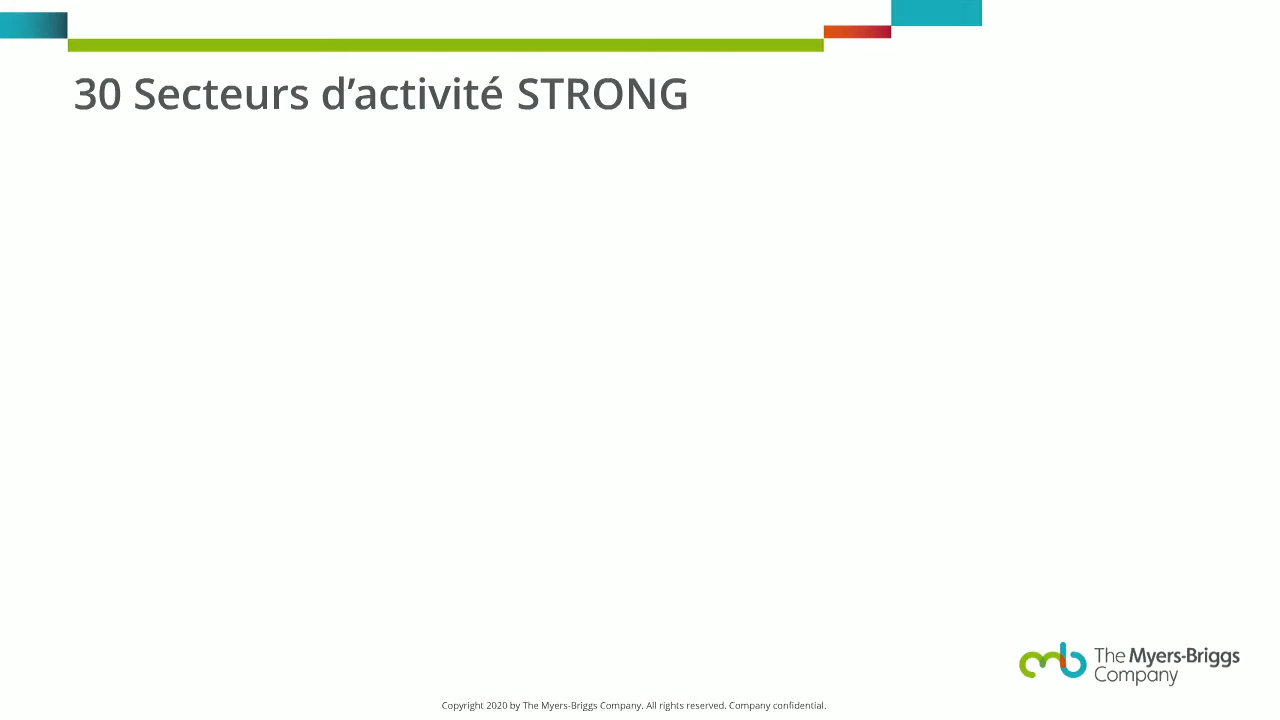 30 Secteurs d’activité STRONG
The Myers-Briggs
Company
Copyright 2020 by The Myers-Briggs Company. All rights reserved. Company confidential.